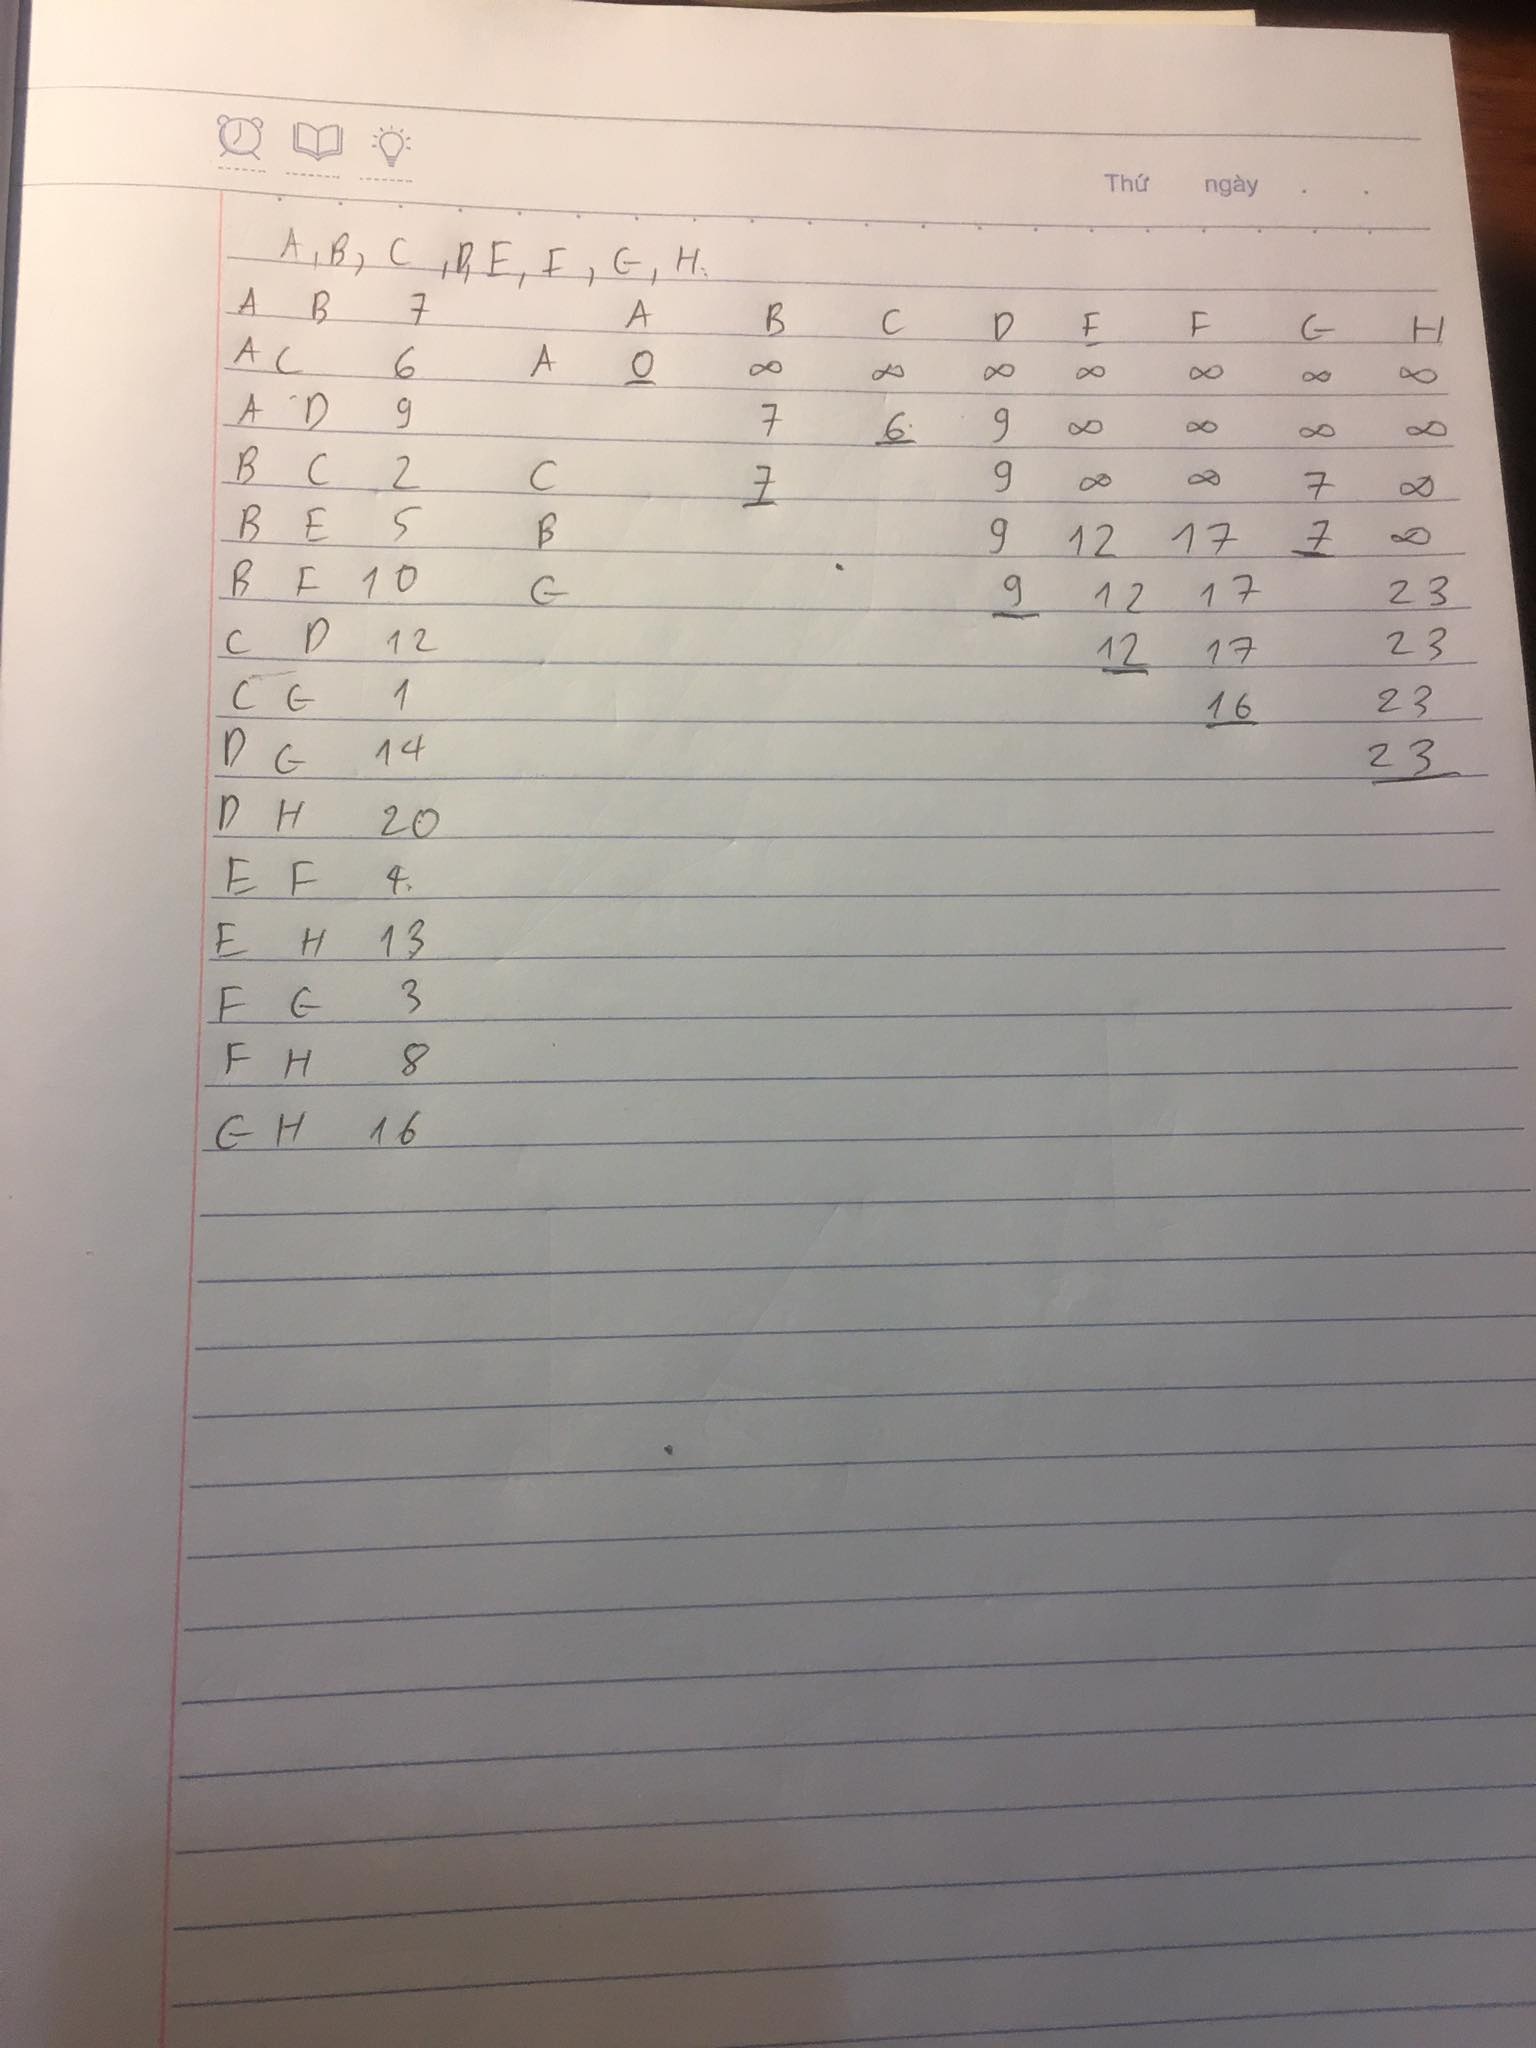 Thứ ngày . .
A, B, C, D, E, F, G, H.
A B 7 A B C D E F G H
A C 6 A 0 ∞ ∞ ∞ ∞ ∞ ∞ ∞
A D 9 7 6 9 ∞ ∞ ∞ ∞
B C 2 C 7 9 ∞ ∞ 7 ∞
B E 5 B 9 12 17 7 ∞
B F 10 G 9 12 17 23
C D 12 12 17 23
C G 1 16 23
D G 14 23
D H 20
E F 4.
E H 13
F G 3
F H 8
G H 16